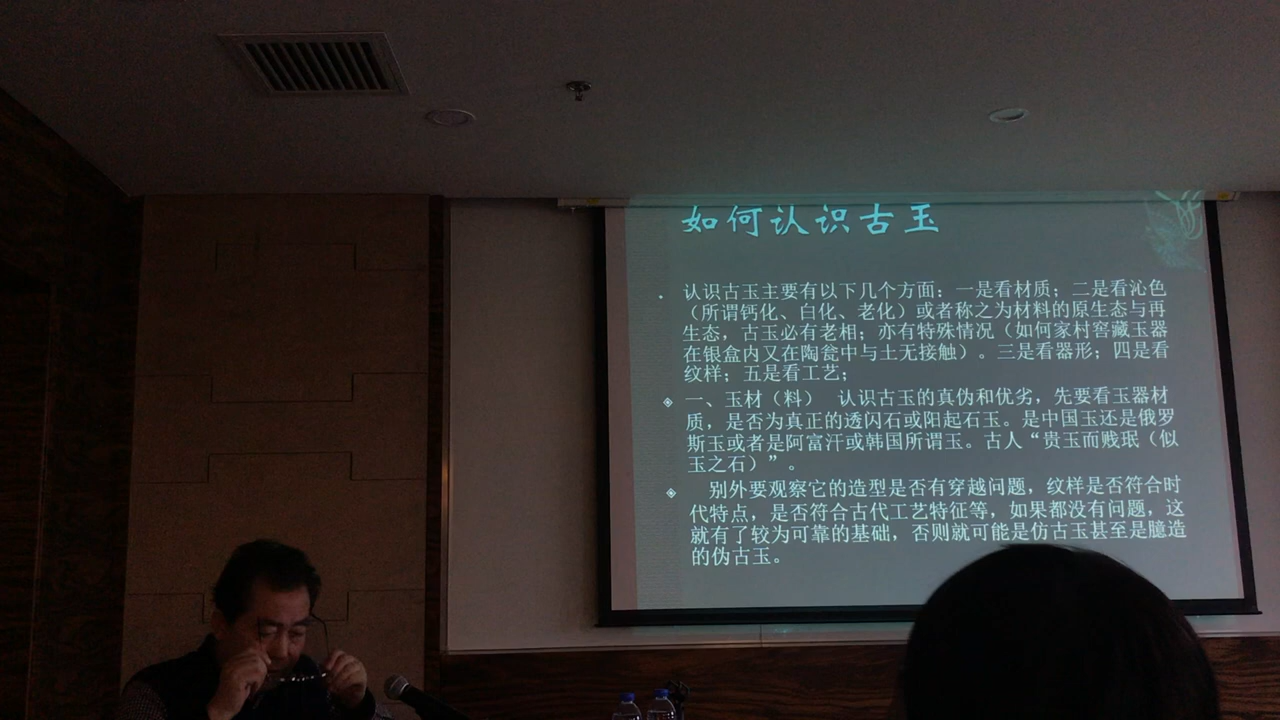 如何认识古玉
认识古玉主要有以下几个方面：一是看材质；二是看沁色
（所谓钙化、白化、老化）或者称之为材料的原生态与再
生态，古玉必有老相；亦有特殊情况（如何家村窖藏玉器
在银盒内又在陶瓮中与土无接触）。三是看器形；四是看
纹样；五是看工艺；
一、玉材（料） 认识古玉的真伪和优劣，先要看玉器材
质，是否为真正的透闪石或阳起石玉。是中国玉还是俄罗
斯玉或者是阿富汗或韩国所谓玉。古人“贵玉而贱珉（似
玉之石）”。
别外要观察它的造型是否有穿越问题，纹样是否符合时
代特点，是否符合古代工艺特征等，如果都没有问题，这
就有了较为可靠的基础，否则就可能是仿古玉甚至是臆造
的伪古玉。